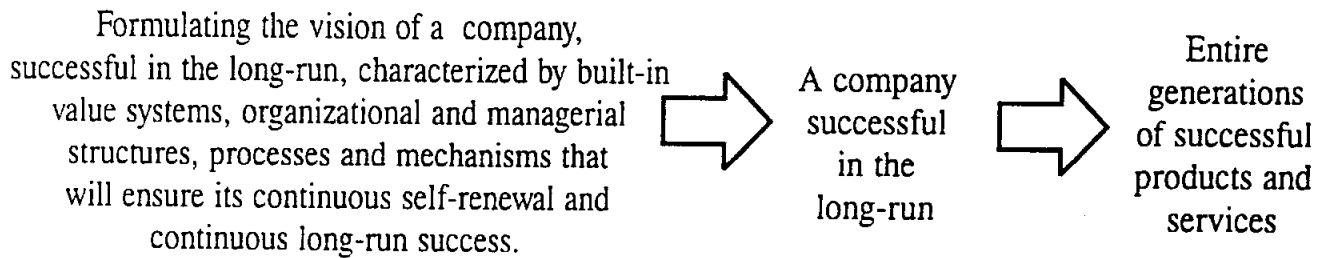 Formulating the vision of a company,
successful in the long-run, characterized by built-in
value systems, organizational and managerial
structures, processes and mechanisms that
will ensure its continuous self-renewal and
continuous long-run success.
A company
successful
in the
long-run
Entire
generations
of successful
products and
services